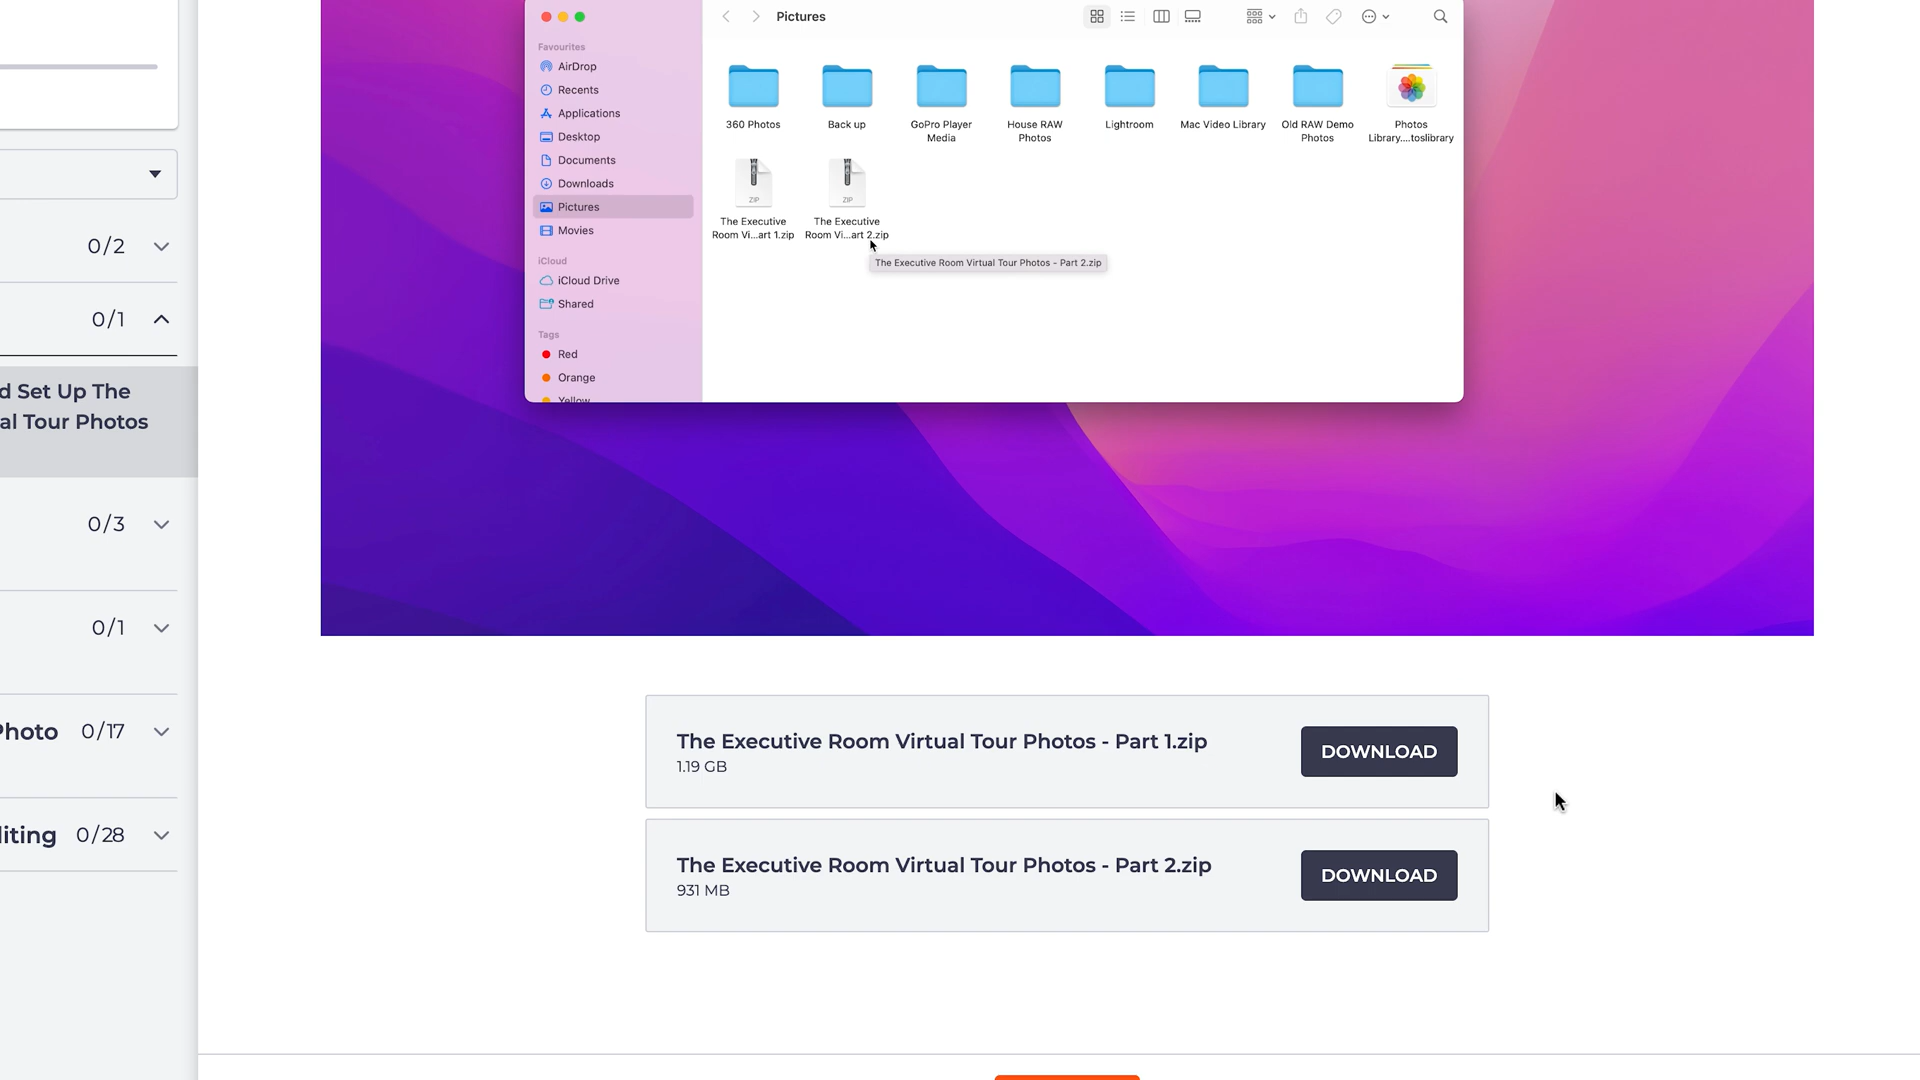 0/2
0/1
d Set Up The
al Tour Photos
0/3
0/1
Photo 0/17
liting 0/28
Pictures
Favourites
AirDrop
Recents
Applications
Desktop
Documents
Downloads
Pictures
Movies
iCloud
iCloud Drive
Shared
Tags
Red
Orange
Yellow
360 Photos
Back up
GoPro Player
Media
House RAW
Photos
Lightroom
Mac Video Library
Old RAW Demo
Photos
Photos
Library....toslibrary
ZIP
The Executive
Room Vi...art 1.zip
ZIP
The Executive
Room Vi...art 2.zip
The Executive Room Virtual Tour Photos - Part 2.zip
The Executive Room Virtual Tour Photos - Part 1.zip
1.19 GB
DOWNLOAD
The Executive Room Virtual Tour Photos - Part 2.zip
931 MB
DOWNLOAD